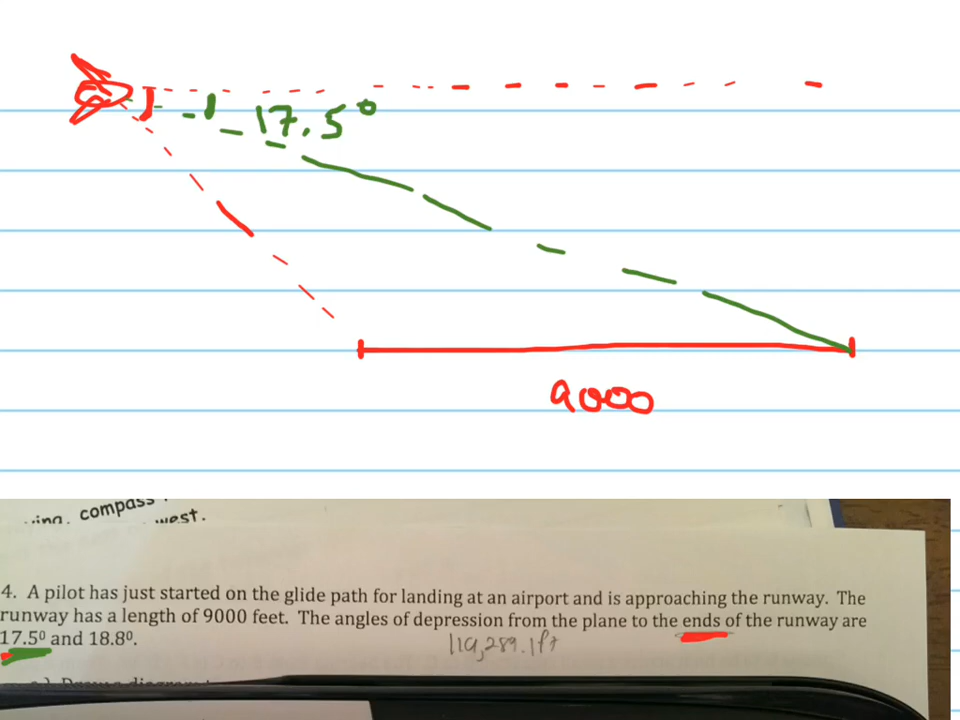 17.5°
9000
compass
west.
4. A pilot has just started on the glide path for landing at an airport and is approaching the runway. The
runway has a length of 9000 feet. The angles of depression from the plane to the ends of the runway are
17.5⁰ and 18.8⁰.
119,289.1ft